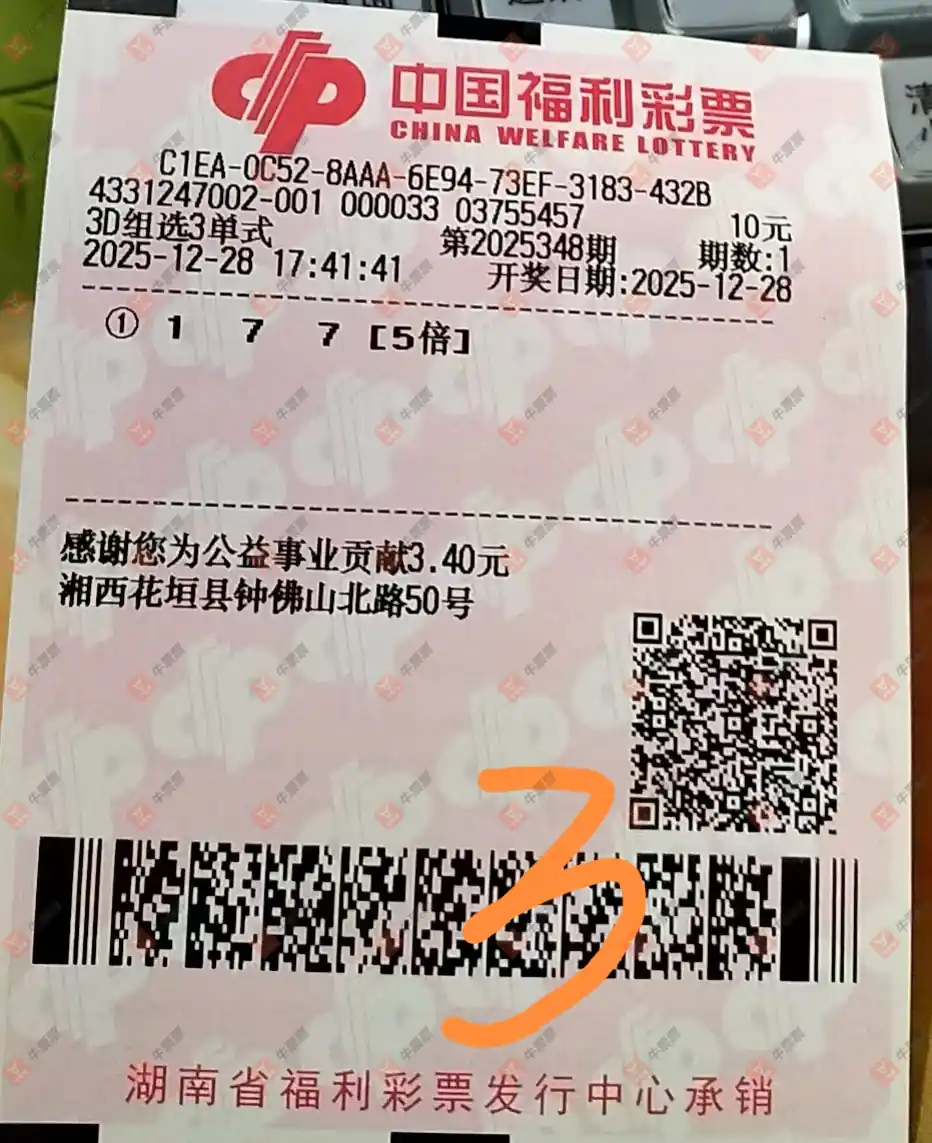 中国福利彩票
CHINA WELFARE LOTTERY
C1EA-0C52-8AAA-6E94-73EF-3183-432B
4331247002-001 000033 03755457 10元
3D组选3单式 第2025348期 期数:1
2025-12-28 17:41:41 开奖日期:2025-12-28
① 1 7 7 [5倍]
感谢您为公益事业贡献3.40元
湘西花垣县钟佛山北路50号
3
湖南省福利彩票发行中心承销
牛票票